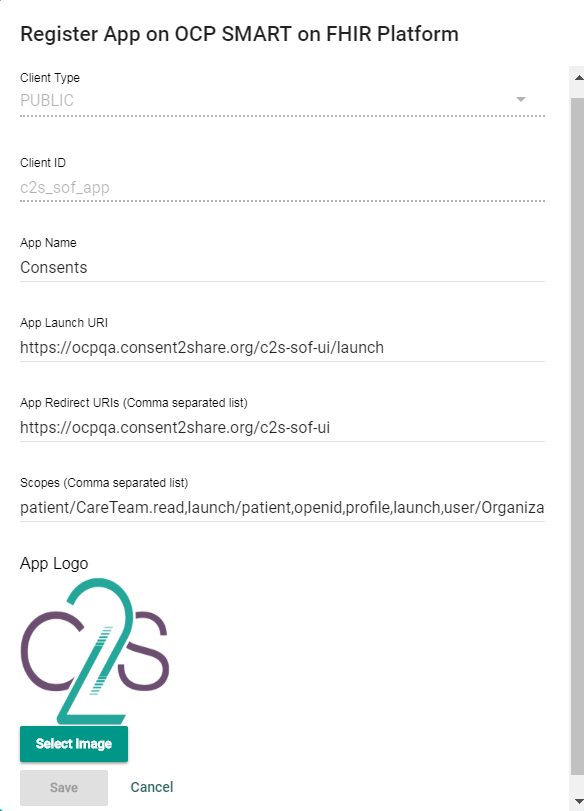 Register App on OCP SMART on FHIR Platform
Client Type
PUBLIC
Client ID
c2s_sof_app
App Name
Consents
App Launch URI
https://ocpqa.consent2share.org/c2s-sof-ui/launch
App Redirect URIs (Comma separated list)
https://ocpqa.consent2share.org/c2s-sof-ui
Scopes (Comma separated list)
patient/CareTeam.read,launch/patient,openid,profile,launch,user/Organiza
App Logo
C2S
Select Image
Save Cancel